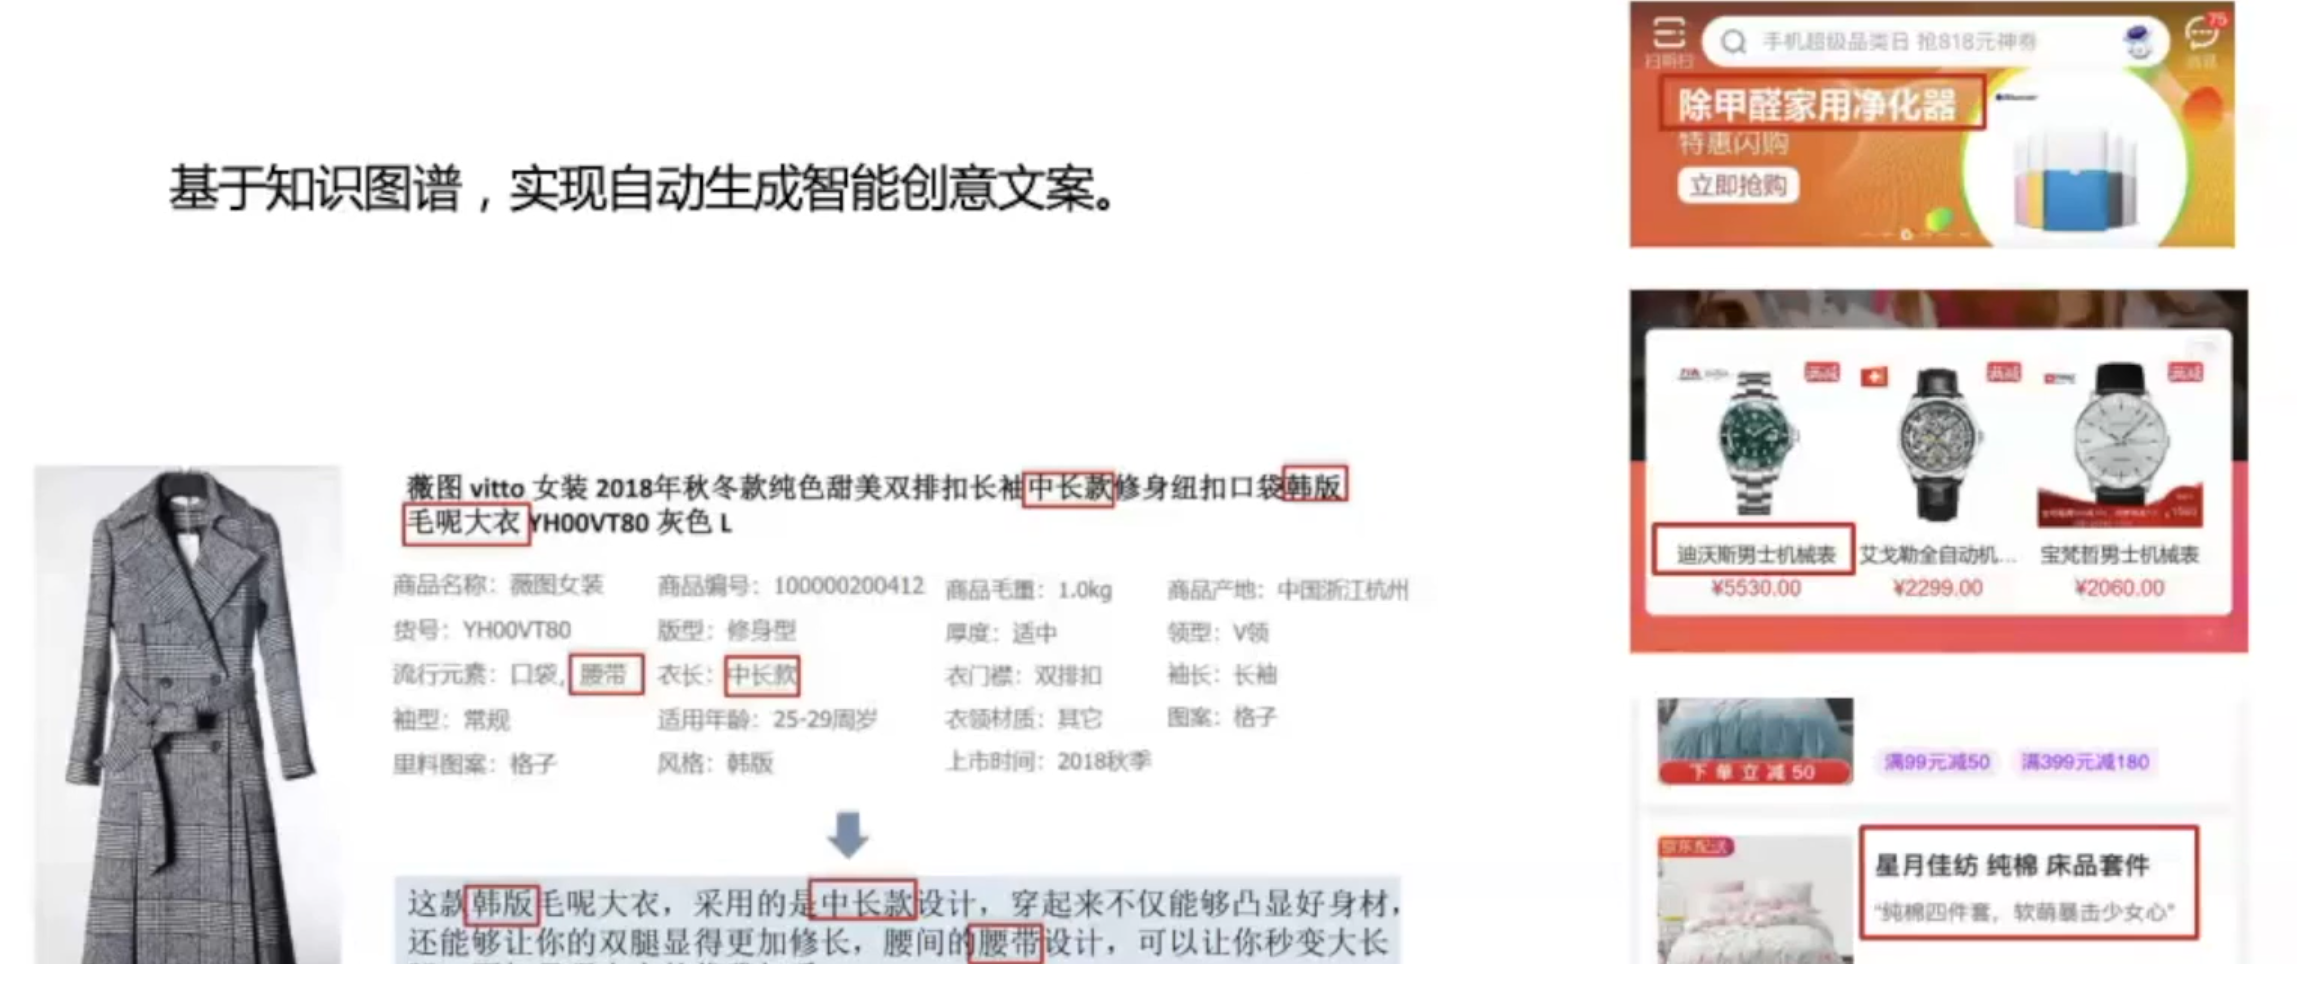 基于知识图谱，实现自动生成智能创意文案。
薇图 vitto 女装 2018年秋冬款纯色甜美双排扣长袖中长款修身纽扣口袋韩版
毛呢大衣 YH00VT80 灰色 L
商品名称：薇图女装 商品编号：100000200412 商品毛重：1.0kg 商品产地：中国浙江杭州
货号：YH00VT80 版型：修身型 厚度：适中 领型：V领
流行元素：口袋，腰带 衣长：中长款 衣门襟：双排扣 袖长：长袖
袖型：常规 适用年龄：25-29周岁 衣领材质：其它 图案：格子
里料图案：格子 风格：韩版 上市时间：2018秋季
这款韩版毛呢大衣，采用的是中长款设计，穿起来不仅能够凸显好身材，
还能够让你的双腿显得更加修长，腰间的腰带设计，可以让你秒变大长
75
手机超级品类日 抢818元神券
除甲醛家用净化器
特惠闪购
立即抢购
迪沃斯男士机械表 艾戈勒全自动机... 宝梵哲男士机械表
¥5530.00 ¥2299.00 ¥2060.00
下单立减50 满99元减50 满399元减180
京东配送
星月佳纺 纯棉 床品套件
“纯棉四件套，软萌暴击少女心”